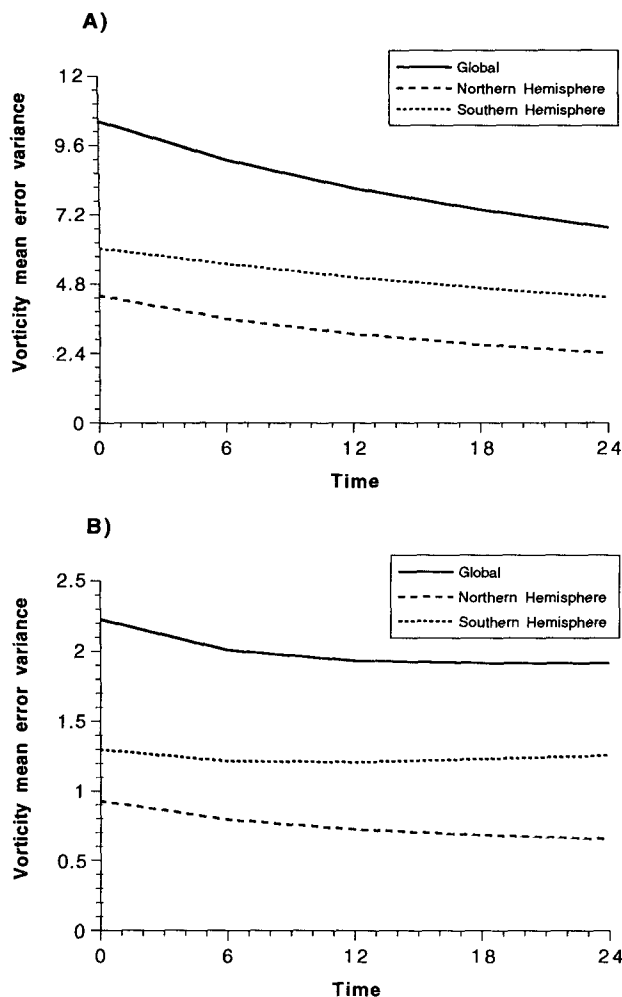 A)
Global
Northern Hemisphere
Southern Hemisphere
Vorticity mean error variance
12
9.6
7.2
4.8
2.4
0
0 6 12 18 24
Time
B)
Global
Northern Hemisphere
Southern Hemisphere
Vorticity mean error variance
2.5
2
1.5
1
0.5
0
0 6 12 18 24
Time